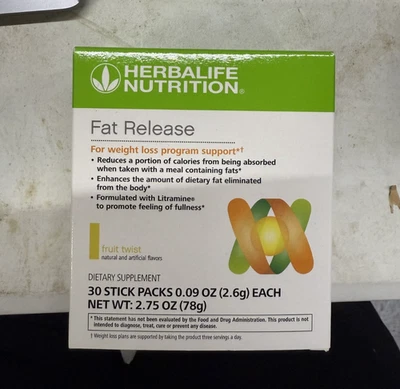 HERBALIFE
NUTRITION®
Fat Release
For weight loss program support*†
• Reduces a portion of calories from being absorbed
when taken with a meal containing fats*
• Enhances the amount of dietary fat eliminated
from the body*
• Formulated with Litramine®
to promote feeling of fullness*
fruit twist
natural and artificial flavors
DIETARY SUPPLEMENT
30 STICK PACKS 0.09 OZ (2.6g) EACH
NET WT: 2.75 OZ (78g)
* This statement has not been evaluated by the Food and Drug Administration. This product is not
intended to diagnose, treat, cure or prevent any disease.
† Weight loss plans are supported by taking the product three servings a day.